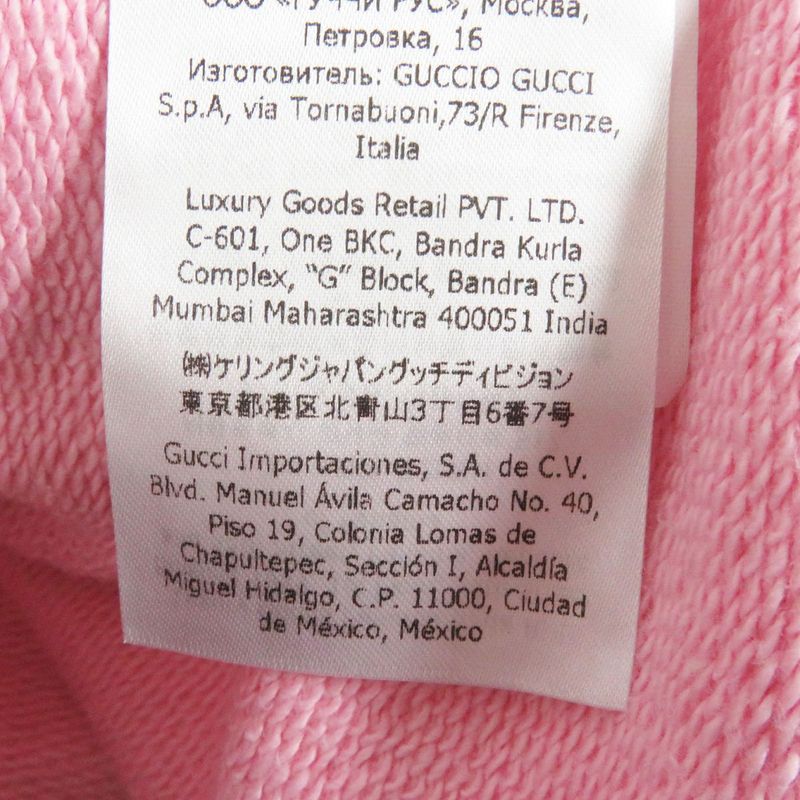 ООО «ГУЧЧИ РУС», Москва,
Петровка, 16
Изготовитель: GUCCIO GUCCI
S.p.A, via Tornabuoni,73/R Firenze,
Italia
Luxury Goods Retail PVT. LTD.
C-601, One BKC, Bandra Kurla
Complex, "G" Block, Bandra (E)
Mumbai Maharashtra 400051 India
㈱ケリングジャパングッチディビジョン
東京都港区北青山3丁目6番7号
Gucci Importaciones, S.A. de C.V.
Blvd. Manuel Ávila Camacho No. 40,
Piso 19, Colonia Lomas de
Chapultepec, Sección I, Alcaldía
Miguel Hidalgo, C.P. 11000, Ciudad
de México, México